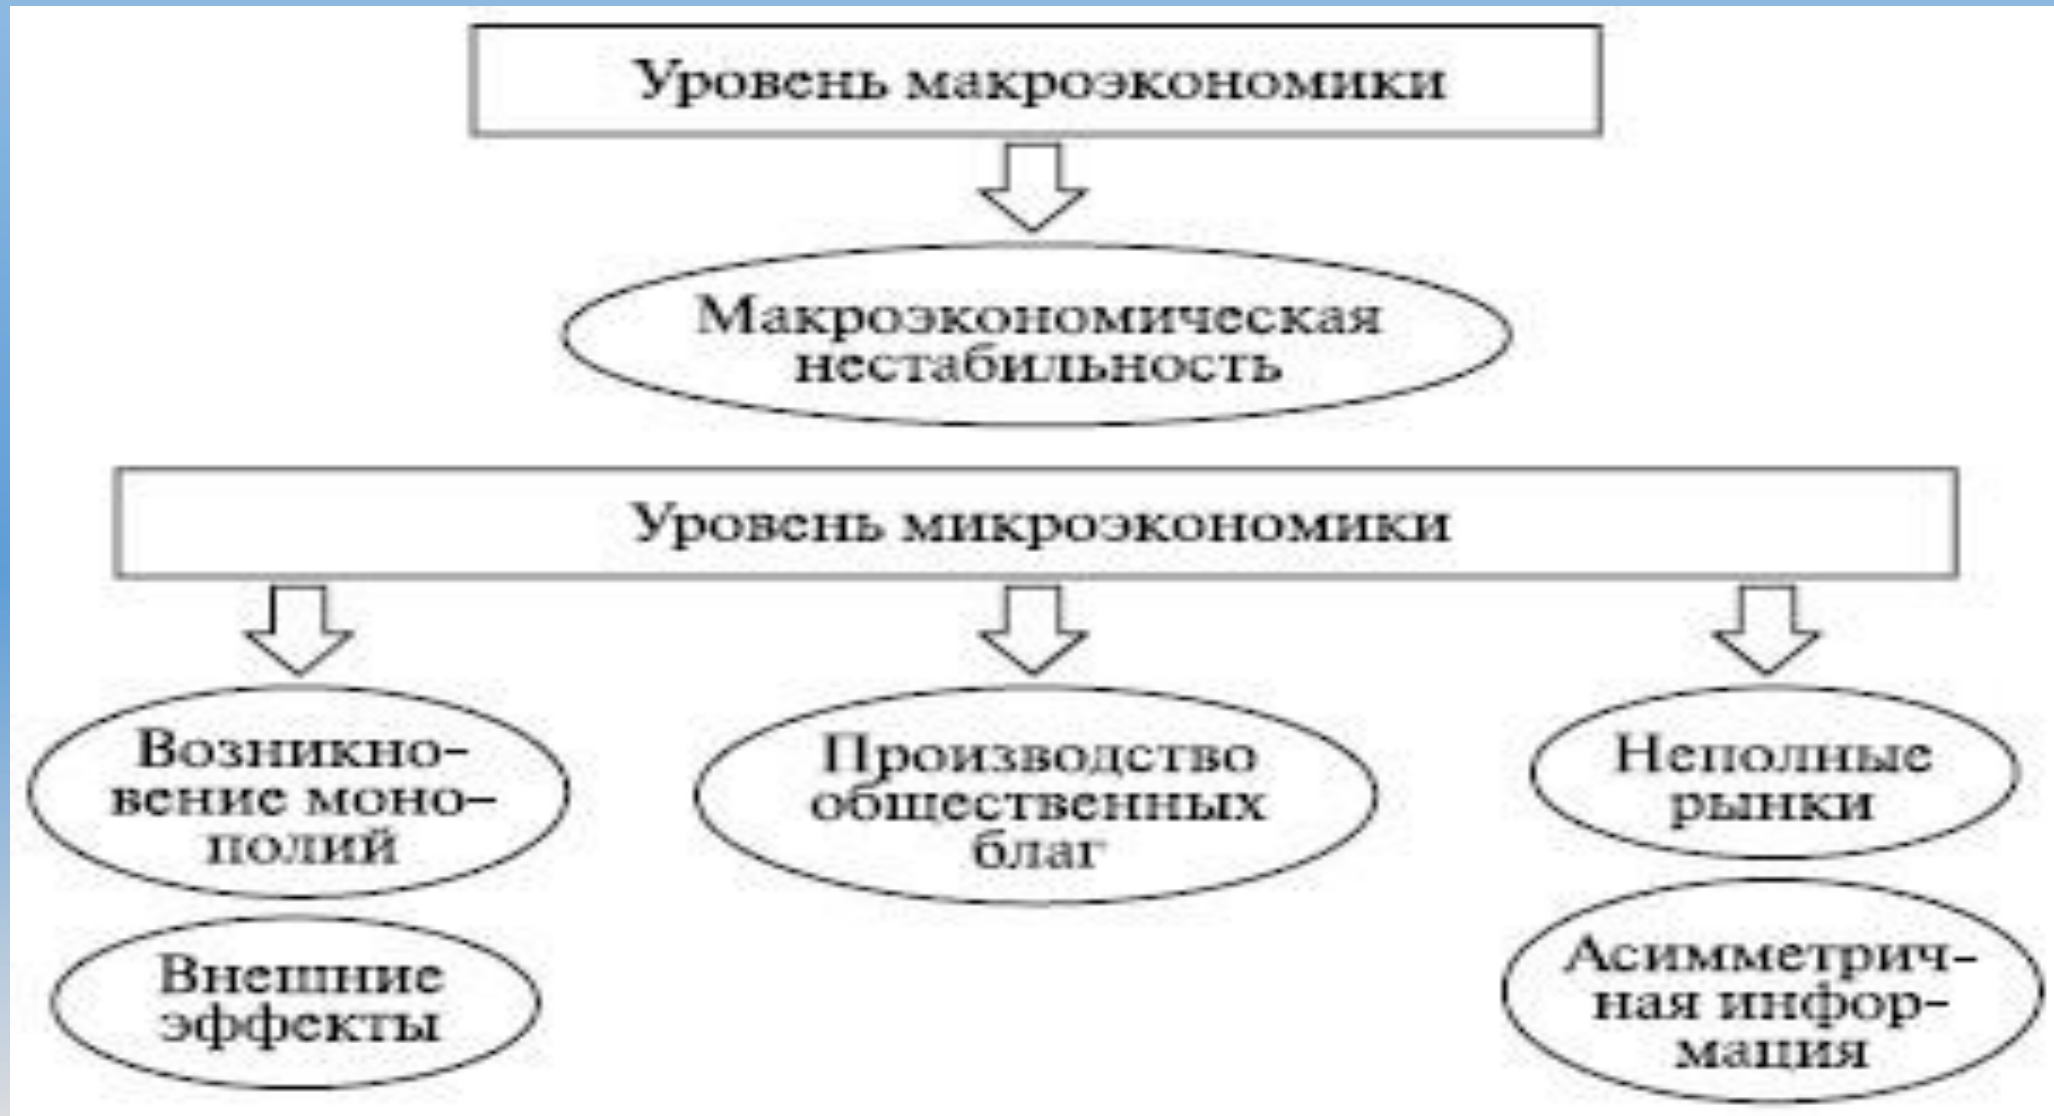 Уровень макроэкономики
Макроэкономическая
нестабильность
Уровень микроэкономики
Возникно-
вение моно-
полий
Внешние
эффекты
Производство
общественных
благ
Неполные
рынки
Асимметрич-
ная инфор-
мация